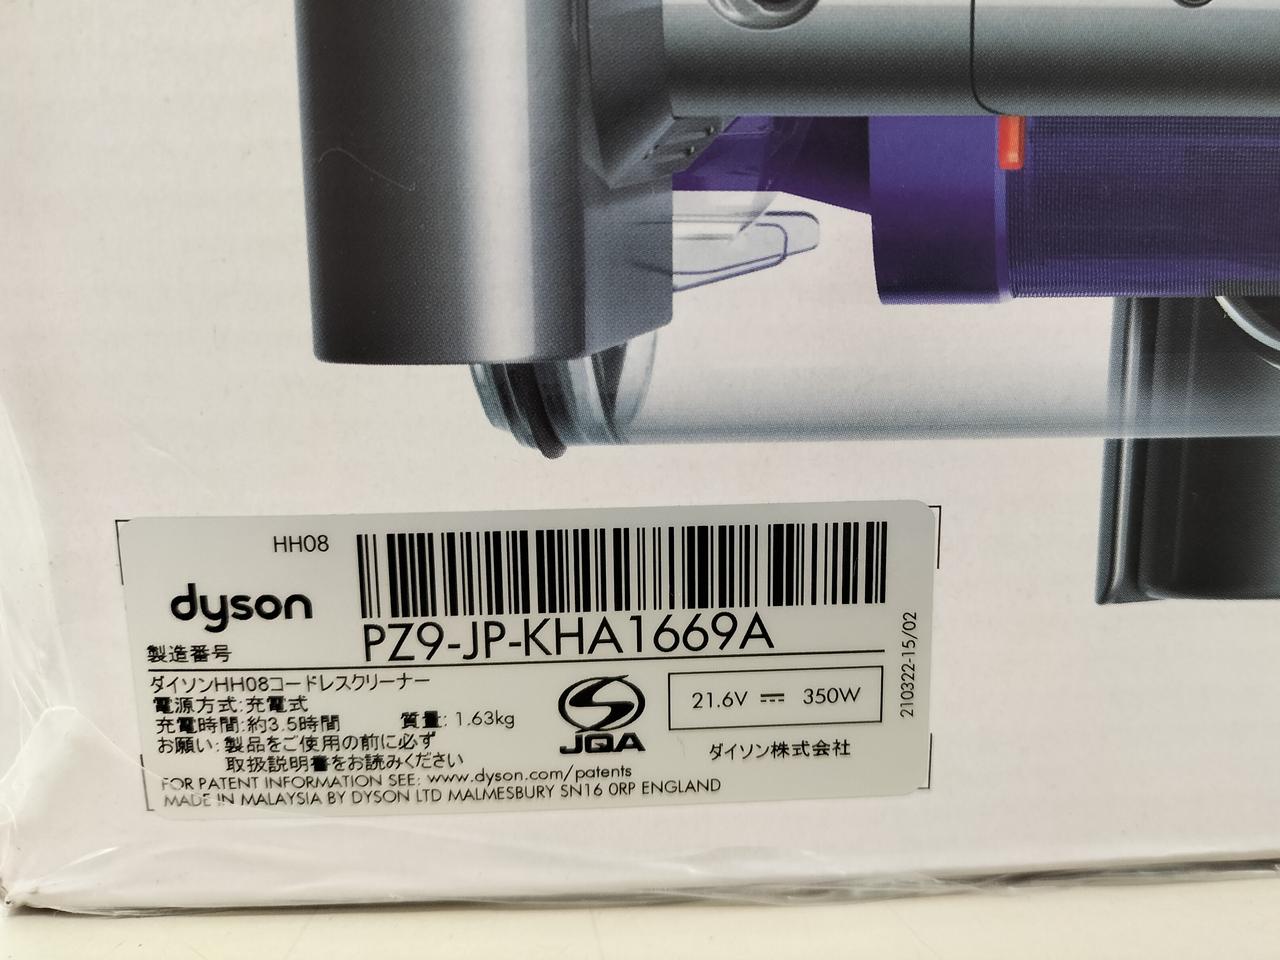 HH08
dyson
製造番号
PZ9-JP-KHA1669A
ダイソンHH08コードレスクリーナー
電源方式:充電式
充電時間:約3.5時間 質量: 1.63kg
お願い:製品をご使用の前に必ず
取扱説明書をお読みください
JQA
21.6V ⎓ 350W
ダイソン株式会社
210322-15/02
FOR PATENT INFORMATION SEE: www.dyson.com/patents
MADE IN MALAYSIA BY DYSON LTD MALMESBURY SN16 0RP ENGLAND